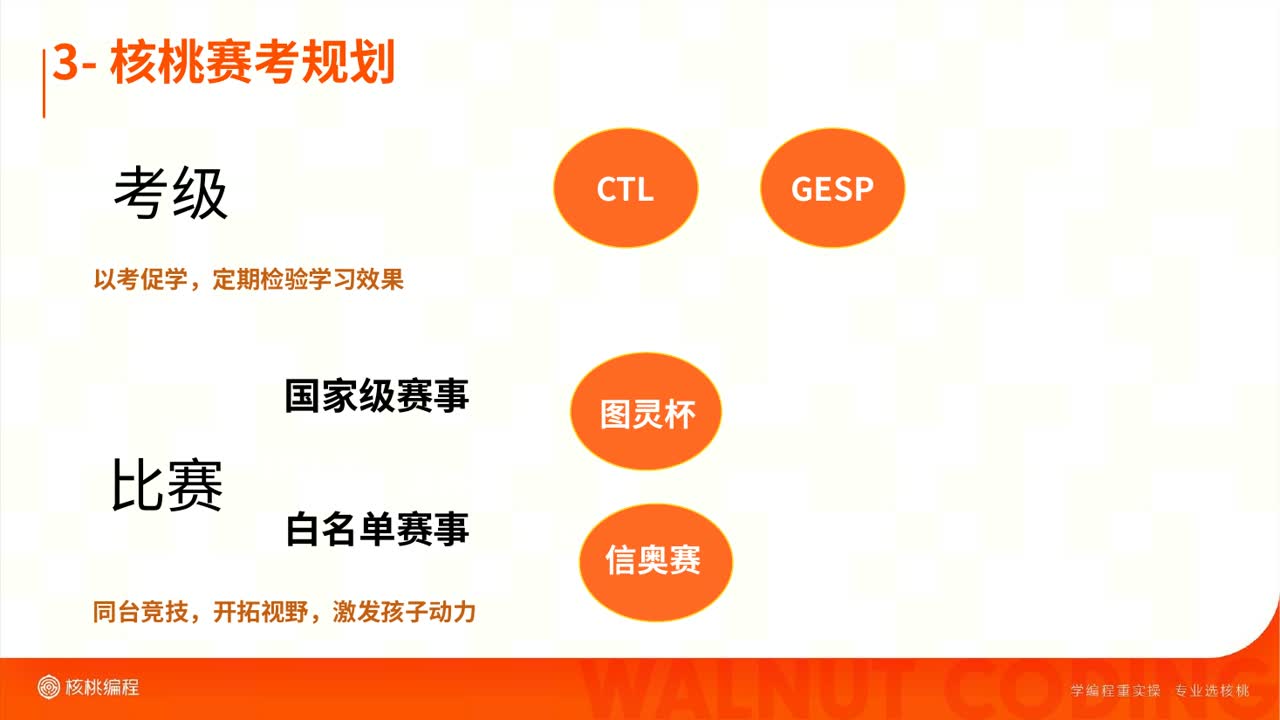 3- 核桃赛考规划
考级
CTL
GESP
以考促学，定期检验学习效果
国家级赛事
图灵杯
比赛
白名单赛事
信奥赛
同台竞技，开拓视野，激发孩子动力
核桃编程
WALNUT CODING
学编程重实操 专业选核桃